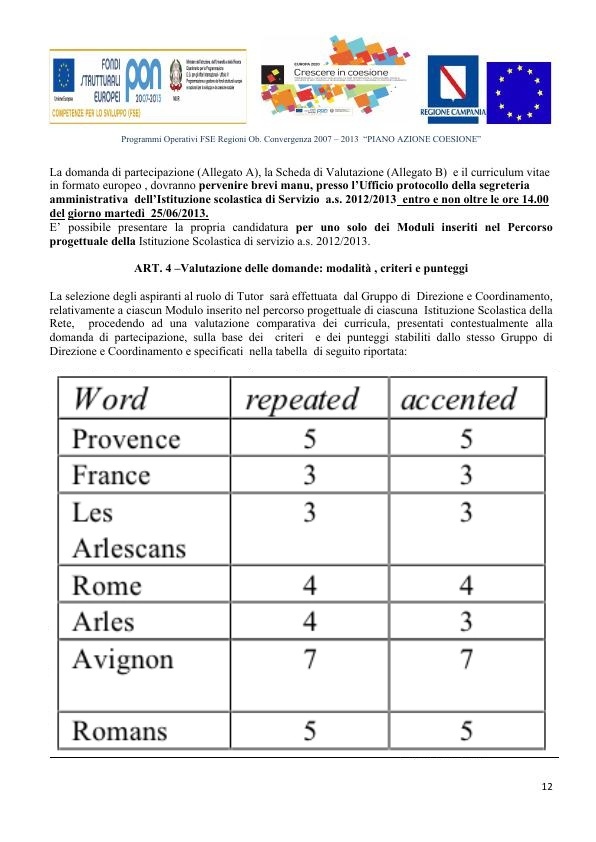 FONDI
STRUTTURALI
EUROPEI
pon
2007-2013
Unione Europea
MIUR
COMPETENZE PER LO SVILUPPO (FSE)
EUROPA 2020
Crescere in coesione
REGIONE CAMPANIA
Programmi Operativi FSE Regioni Ob. Convergenza 2007 – 2013  “PIANO AZIONE COESIONE”
La domanda di partecipazione (Allegato A), la Scheda di Valutazione (Allegato B)  e il curriculum vitae
in formato europeo , dovranno pervenire brevi manu, presso l’Ufficio protocollo della segreteria
amministrativa  dell’Istituzione scolastica di Servizio  a.s. 2012/2013  entro e non oltre le ore 14.00
del giorno martedì  25/06/2013.
E’ possibile presentare la propria candidatura per uno solo dei Moduli inseriti nel Percorso
progettuale della Istituzione Scolastica di servizio a.s. 2012/2013.
ART. 4 –Valutazione delle domande: modalità , criteri e punteggi
La selezione degli aspiranti al ruolo di Tutor  sarà effettuata  dal Gruppo di  Direzione e Coordinamento,
relativamente a ciascun Modulo inserito nel percorso progettuale di ciascuna  Istituzione Scolastica della
Rete,  procedendo ad una valutazione comparativa dei curricula, presentati contestualmente alla
domanda di partecipazione, sulla base dei  criteri  e dei punteggi stabiliti dallo stesso Gruppo di
Direzione e Coordinamento e specificati  nella tabella  di seguito riportata:
Word repeated accented
Provence 5 5
France 3 3
Les 3 3
Arlescans
Rome 4 4
Arles 4 3
Avignon 7 7
Romans 5 5
12